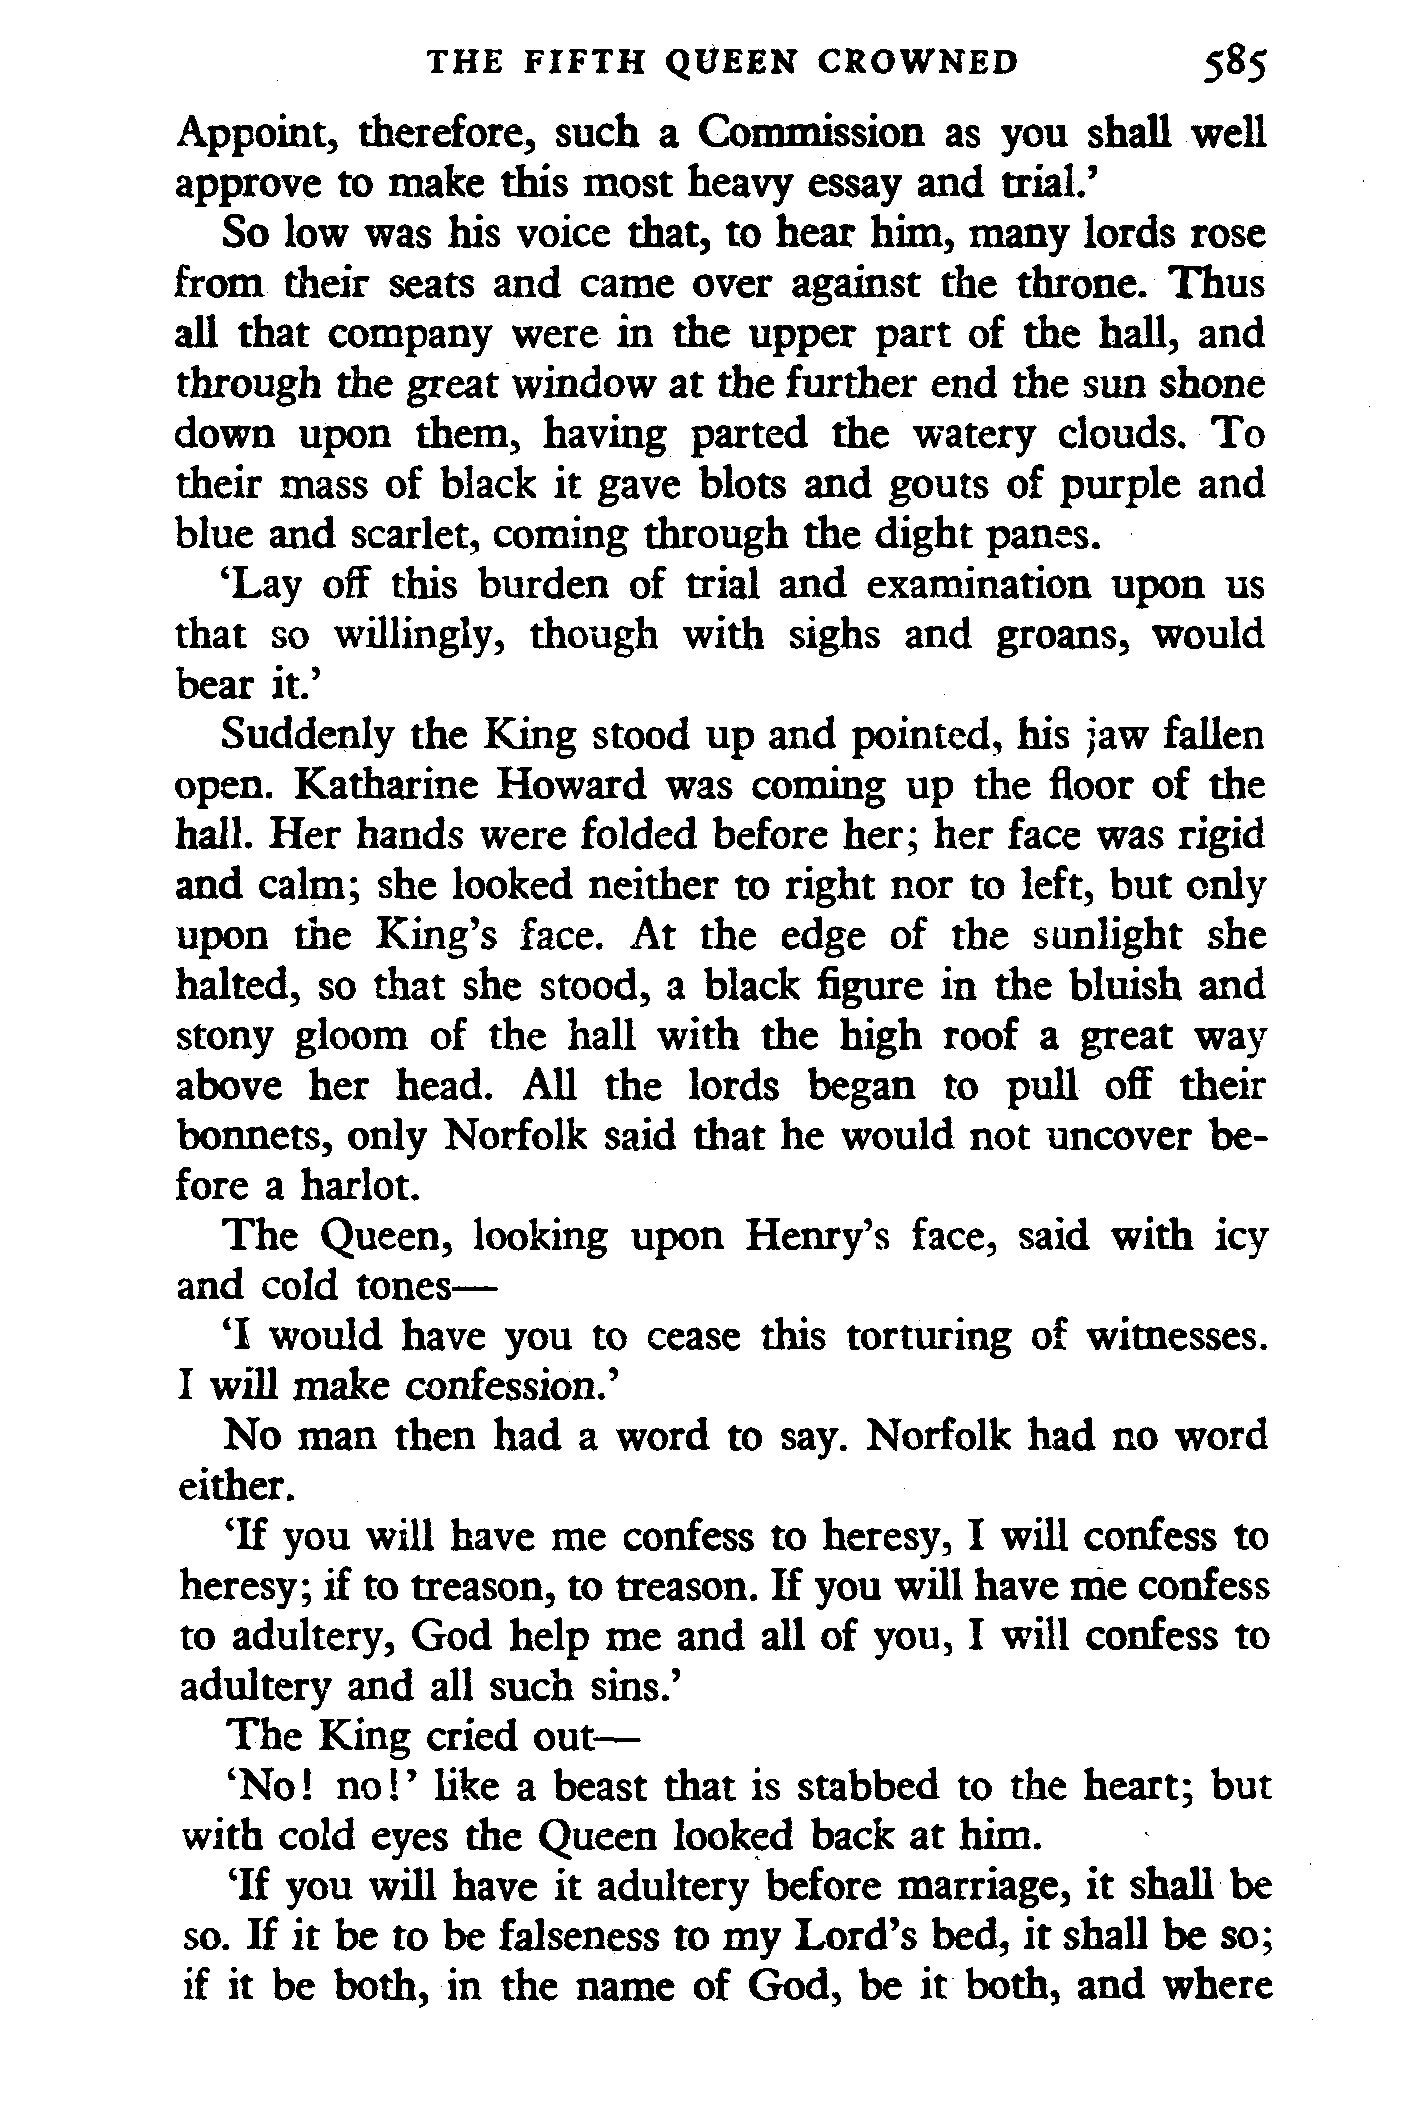 THE FIFTH QUEEN CROWNED 585
Appoint, therefore, such a Commission as you shall well
approve to make this most heavy essay and trial.’
So low was his voice that, to hear him, many lords rose
from their seats and came over against the throne. Thus
all that company were in the upper part of the hall, and
through the great window at the further end the sun shone
down upon them, having parted the watery clouds. To
their mass of black it gave blots and gouts of purple and
blue and scarlet, coming through the dight panes.
‘Lay off this burden of trial and examination upon us
that so willingly, though with sighs and groans, would
bear it.’
Suddenly the King stood up and pointed, his jaw fallen
open. Katharine Howard was coming up the floor of the
hall. Her hands were folded before her; her face was rigid
and calm; she looked neither to right nor to left, but only
upon the King’s face. At the edge of the sunlight she
halted, so that she stood, a black figure in the bluish and
stony gloom of the hall with the high roof a great way
above her head. All the lords began to pull off their
bonnets, only Norfolk said that he would not uncover be-
fore a harlot.
The Queen, looking upon Henry’s face, said with icy
and cold tones—
‘I would have you to cease this torturing of witnesses.
I will make confession.’
No man then had a word to say. Norfolk had no word
either.
‘If you will have me confess to heresy, I will confess to
heresy; if to treason, to treason. If you will have me confess
to adultery, God help me and all of you, I will confess to
adultery and all such sins.’
The King cried out—
‘No! no!’ like a beast that is stabbed to the heart; but
with cold eyes the Queen looked back at him.
‘If you will have it adultery before marriage, it shall be
so. If it be to be falseness to my Lord’s bed, it shall be so;
if it be both, in the name of God, be it both, and where